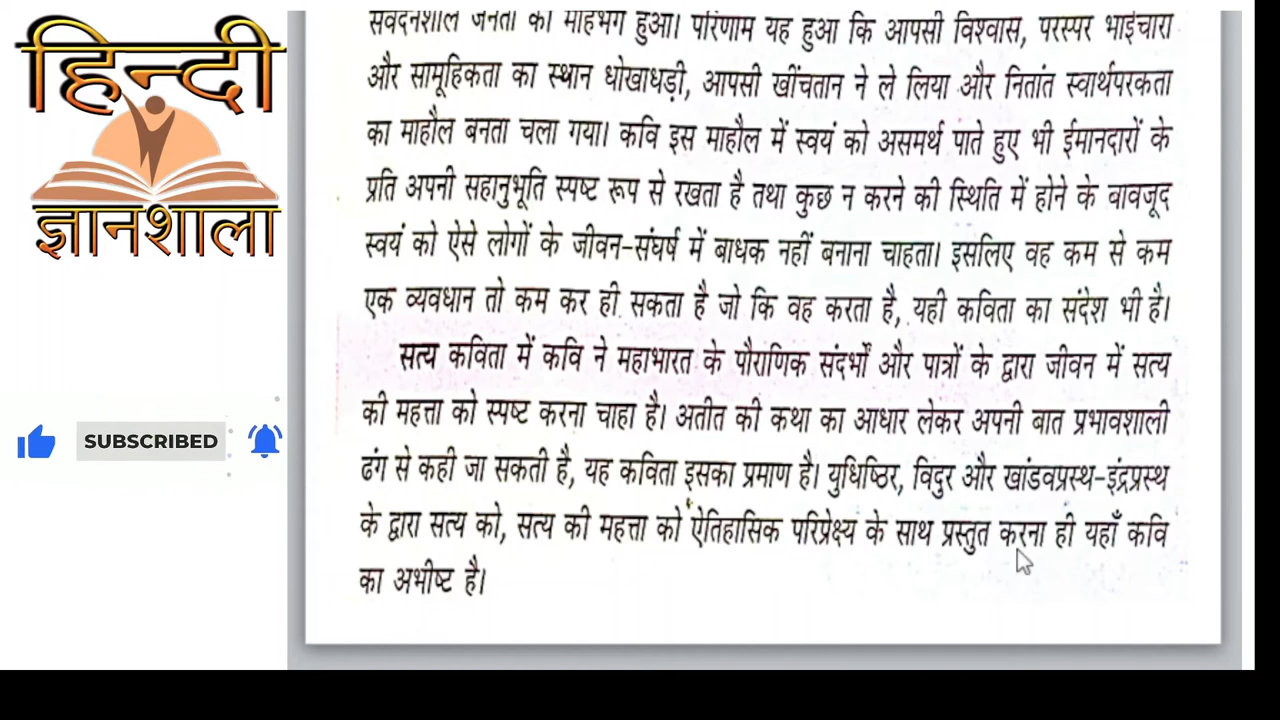 हिन्दी
ज्ञानशाला
SUBSCRIBED
संवेदनशील जनता का मोहभंग हुआ। परिणाम यह हुआ कि आपसी विश्वास, परस्पर भाईचारा
और सामूहिकता का स्थान धोखाधड़ी, आपसी खींचतान ने ले लिया और नितांत स्वार्थपरकता
का माहौल बनता चला गया। कवि इस माहौल में स्वयं को असमर्थ पाते हुए भी ईमानदारों के
प्रति अपनी सहानुभूति स्पष्ट रूप से रखता है तथा कुछ न करने की स्थिति में होने के बावजूद
स्वयं को ऐसे लोगों के जीवन-संघर्ष में बाधक नहीं बनाना चाहता। इसलिए वह कम से कम
एक व्यवधान तो कम कर ही सकता है जो कि वह करता है, यही कविता का संदेश भी है।
सत्य कविता में कवि ने महाभारत के पौराणिक संदर्भों और पात्रों के द्वारा जीवन में सत्य
की महत्ता को स्पष्ट करना चाहा है। अतीत की कथा का आधार लेकर अपनी बात प्रभावशाली
ढंग से कही जा सकती है, यह कविता इसका प्रमाण है। युधिष्ठिर, विदुर और खांडवप्रस्थ-इंद्रप्रस्थ
के द्वारा सत्य को, सत्य की महत्ता को ऐतिहासिक परिप्रेक्ष्य के साथ प्रस्तुत करना ही यहाँ कवि
का अभीष्ट है।